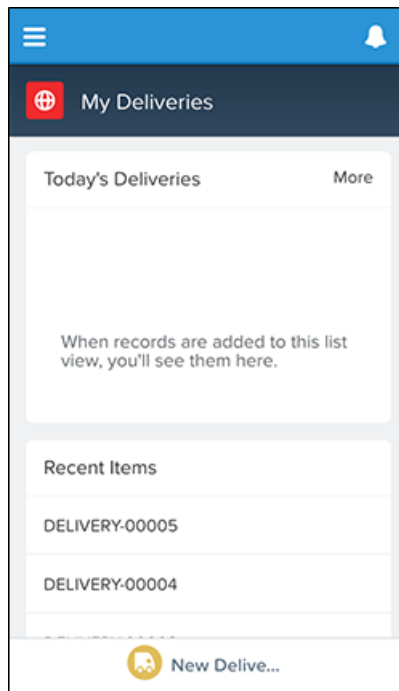 My Deliveries
Today's Deliveries More
When records are added to this list
view, you'll see them here.
Recent Items
DELIVERY-00005
DELIVERY-00004
New Delive...